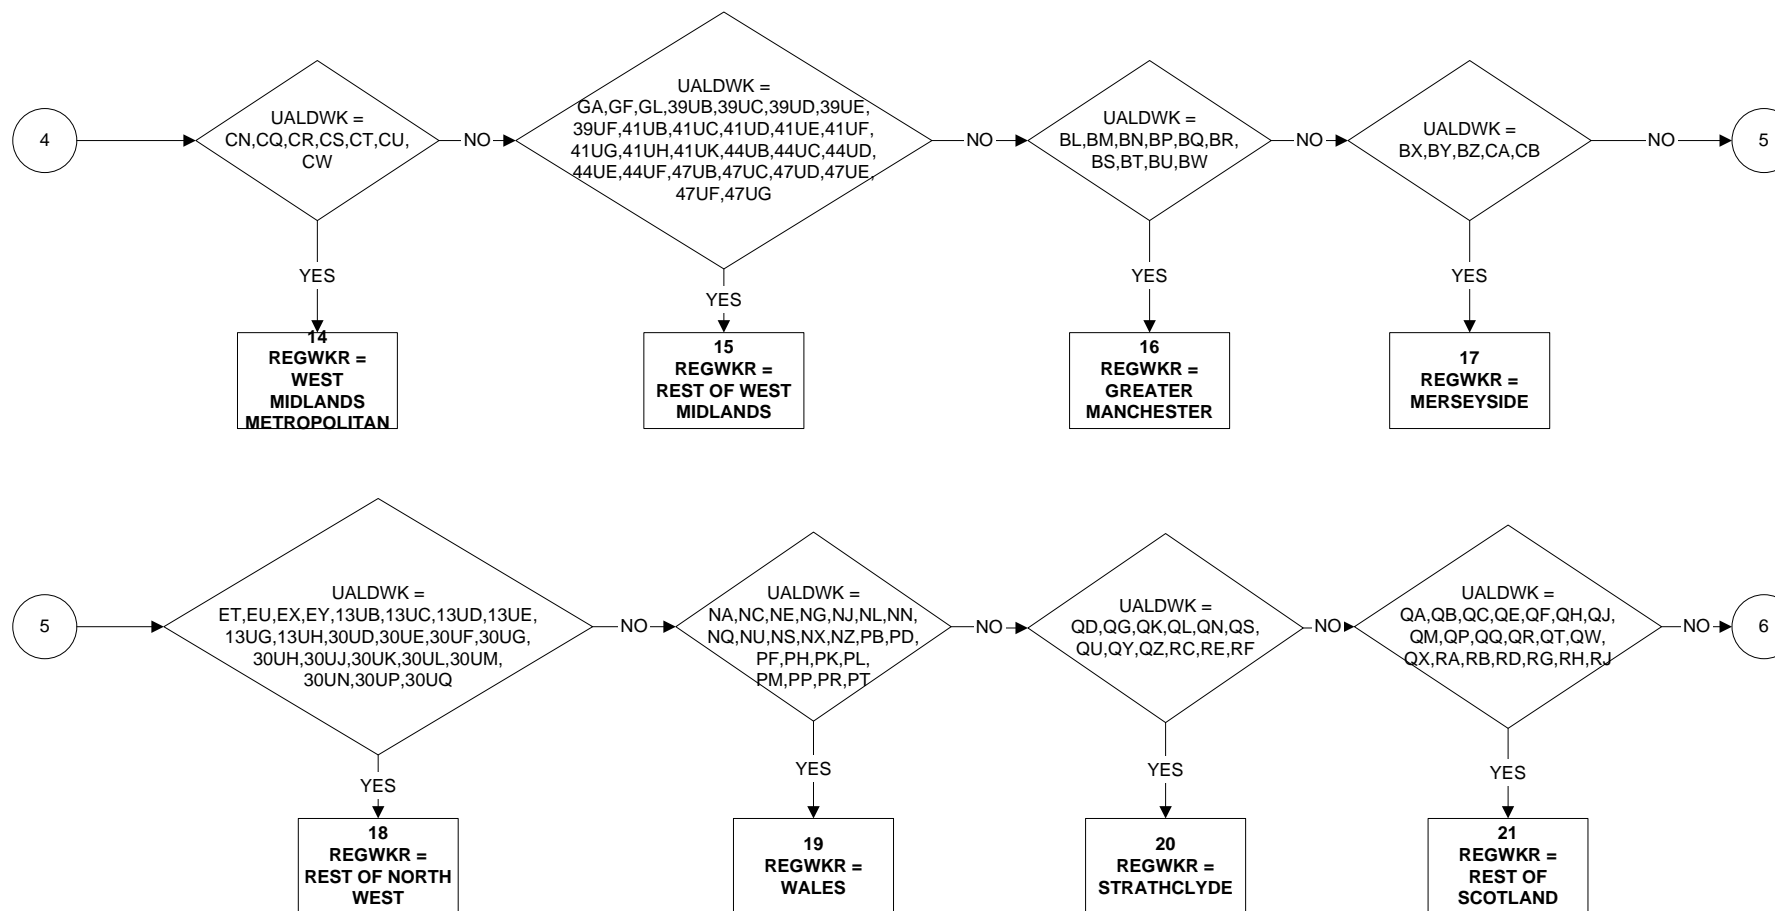 4
UALDWK =
CN,CQ,CR,CS,CT,CU,
CW
NO
UALDWK =
GA,GF,GL,39UB,39UC,39UD,39UE,
39UF,41UB,41UC,41UD,41UE,41UF,
41UG,41UH,41UK,44UB,44UC,44UD,
44UE,44UF,47UB,47UC,47UD,47UE,
47UF,47UG
NO
UALDWK =
BL,BM,BN,BP,BQ,BR,
BS,BT,BU,BW
NO
UALDWK =
BX,BY,BZ,CA,CB
NO
5
YES
YES
YES
YES
14
REGWKR =
WEST
MIDLANDS
METROPOLITAN
15
REGWKR =
REST OF WEST
MIDLANDS
16
REGWKR =
GREATER
MANCHESTER
17
REGWKR =
MERSEYSIDE
5
UALDWK =
ET,EU,EX,EY,13UB,13UC,13UD,13UE,
13UG,13UH,30UD,30UE,30UF,30UG,
30UH,30UJ,30UK,30UL,30UM,
30UN,30UP,30UQ
NO
UALDWK =
NA,NC,NE,NG,NJ,NL,NN,
NQ,NU,NS,NX,NZ,PB,PD,
PF,PH,PK,PL,
PM,PP,PR,PT
NO
UALDWK =
QD,QG,QK,QL,QN,QS,
QU,QY,QZ,RC,RE,RF
NO
UALDWK =
QA,QB,QC,QE,QF,QH,QJ,
QM,QP,QQ,QR,QT,QW,
QX,RA,RB,RD,RG,RH,RJ
NO
6
YES
YES
YES
YES
18
REGWKR =
REST OF NORTH
WEST
19
REGWKR =
WALES
20
REGWKR =
STRATHCLYDE
21
REGWKR =
REST OF
SCOTLAND